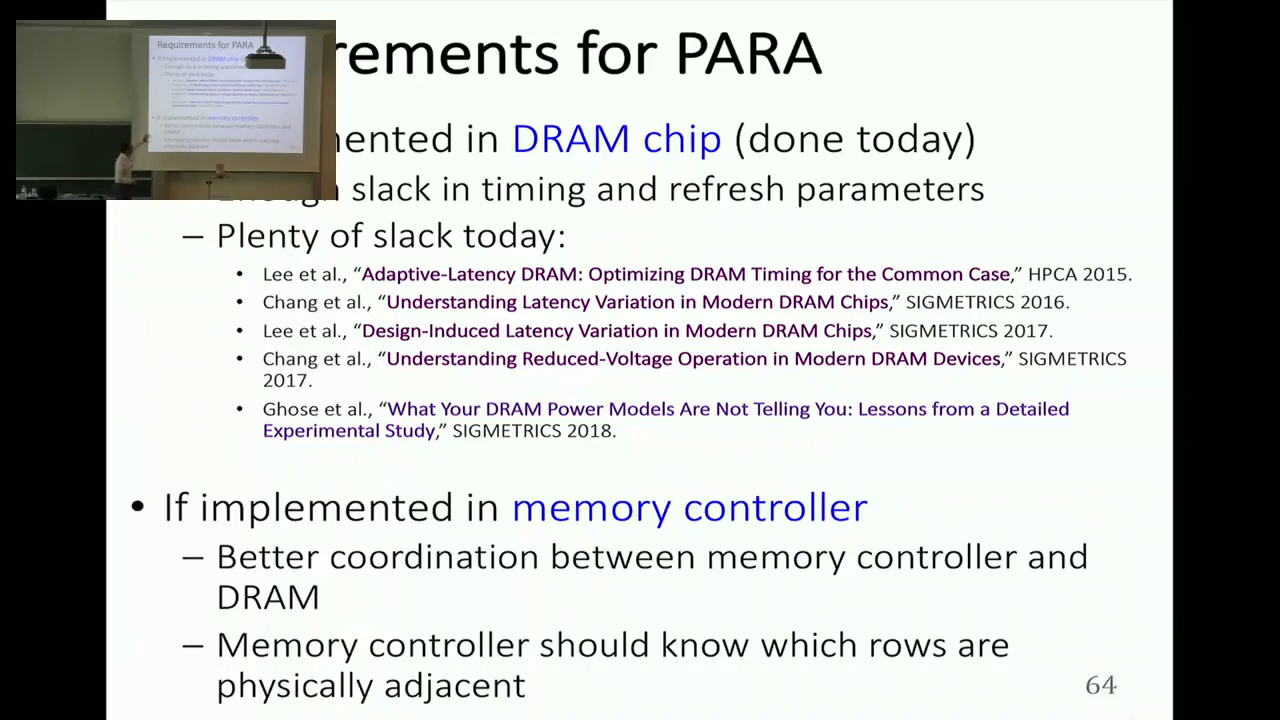 Requirements for PARA
rements for PARA
mented in DRAM chip (done today)
Enough slack in timing and refresh parameters
– Plenty of slack today:
• Lee et al., “Adaptive-Latency DRAM: Optimizing DRAM Timing for the Common Case,” HPCA 2015.
• Chang et al., “Understanding Latency Variation in Modern DRAM Chips,” SIGMETRICS 2016.
• Lee et al., “Design-Induced Latency Variation in Modern DRAM Chips,” SIGMETRICS 2017.
• Chang et al., “Understanding Reduced-Voltage Operation in Modern DRAM Devices,” SIGMETRICS
2017.
• Ghose et al., “What Your DRAM Power Models Are Not Telling You: Lessons from a Detailed
Experimental Study,” SIGMETRICS 2018.
• If implemented in memory controller
– Better coordination between memory controller and
DRAM
– Memory controller should know which rows are
physically adjacent
64